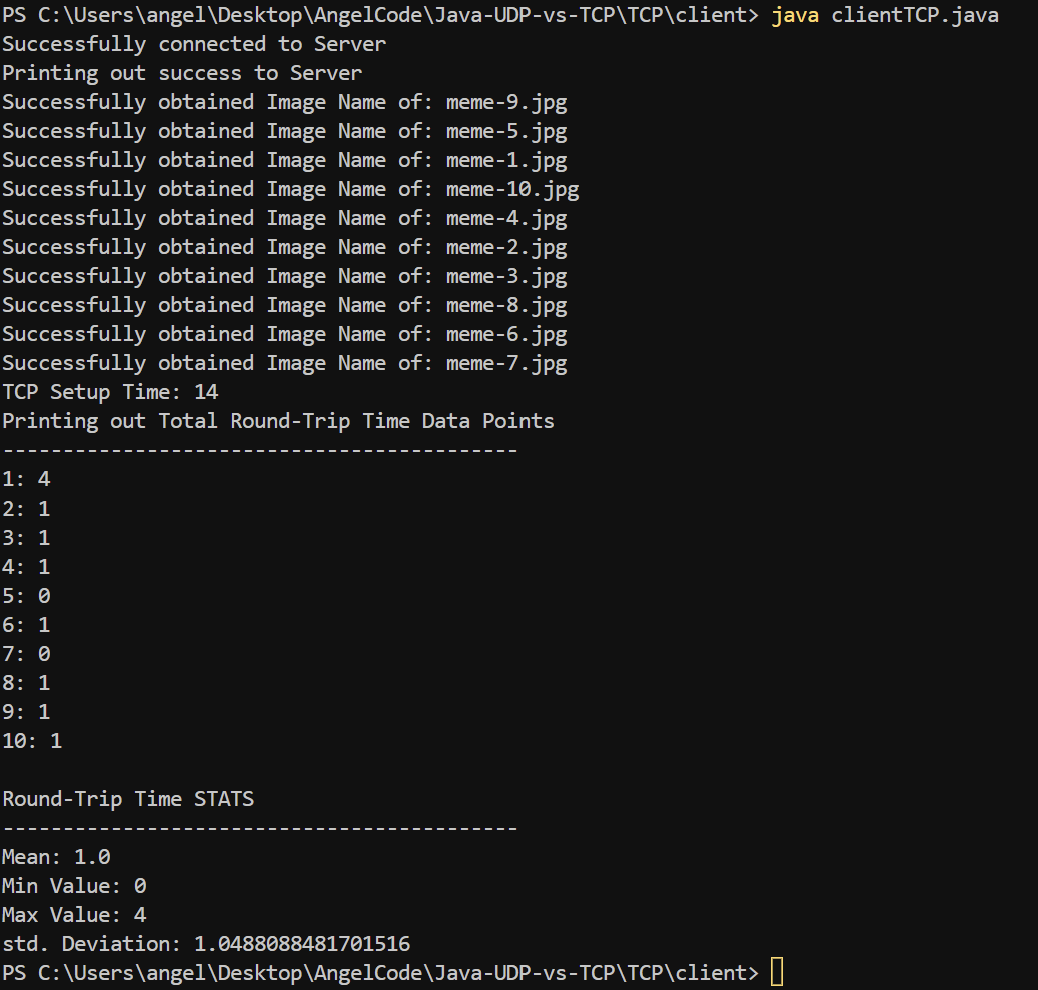 PS C:\Users\angel\Desktop\AngelCode\Java-UDP-vs-TCP\TCP\client> java clientTCP.java
Successfully connected to Server
Printing out success to Server
Successfully obtained Image Name of: meme-9.jpg
Successfully obtained Image Name of: meme-5.jpg
Successfully obtained Image Name of: meme-1.jpg
Successfully obtained Image Name of: meme-10.jpg
Successfully obtained Image Name of: meme-4.jpg
Successfully obtained Image Name of: meme-2.jpg
Successfully obtained Image Name of: meme-3.jpg
Successfully obtained Image Name of: meme-8.jpg
Successfully obtained Image Name of: meme-6.jpg
Successfully obtained Image Name of: meme-7.jpg
TCP Setup Time: 14
Printing out Total Round-Trip Time Data Points
-------------------------------------------
1: 4
2: 1
3: 1
4: 1
5: 0
6: 1
7: 0
8: 1
9: 1
10: 1

Round-Trip Time STATS
-------------------------------------------
Mean: 1.0
Min Value: 0
Max Value: 4
std. Deviation: 1.0488088481701516
PS C:\Users\angel\Desktop\AngelCode\Java-UDP-vs-TCP\TCP\client>